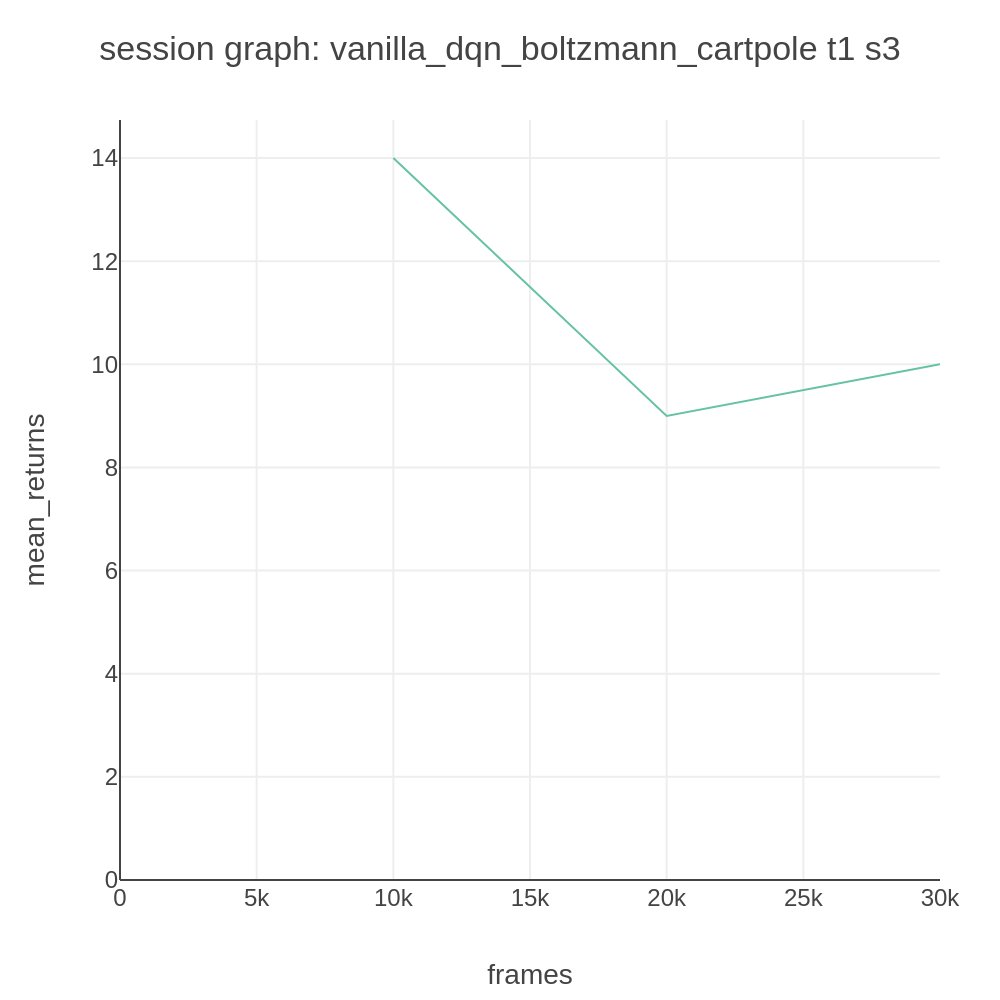 session graph: vanilla_dqn_boltzmann_cartpole t1 s3
14
12
10
8
6
4
2
0
mean_returns
0 5k 10k 15k 20k 25k 30k
frames